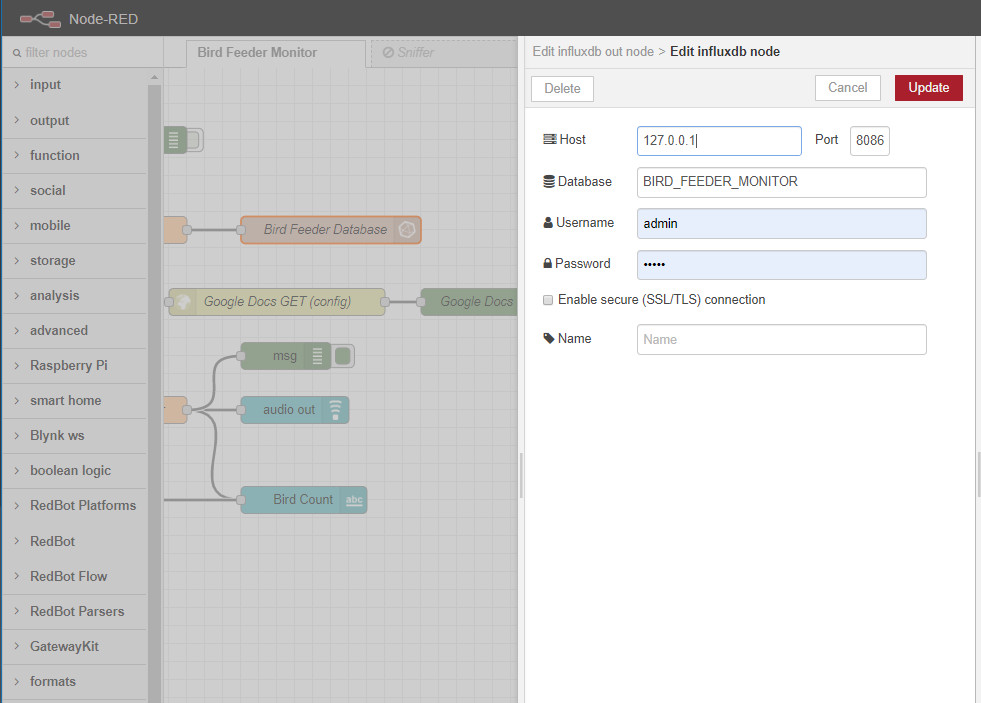 Node-RED
filter nodes
Bird Feeder Monitor
Sniffer
Edit influxdb out node > Edit influxdb node
Delete
Cancel
Update
input
output
function
social
mobile
storage
analysis
advanced
Raspberry Pi
smart home
Blynk ws
boolean logic
RedBot Platforms
RedBot
RedBot Flow
RedBot Parsers
GatewayKit
formats
Bird Feeder Database
Google Docs GET (config)
Google Docs
msg
audio out
Bird Count
abc
Host
127.0.0.1
Port
8086
Database
BIRD_FEEDER_MONITOR
Username
admin
Password
•••••
Enable secure (SSL/TLS) connection
Name
Name